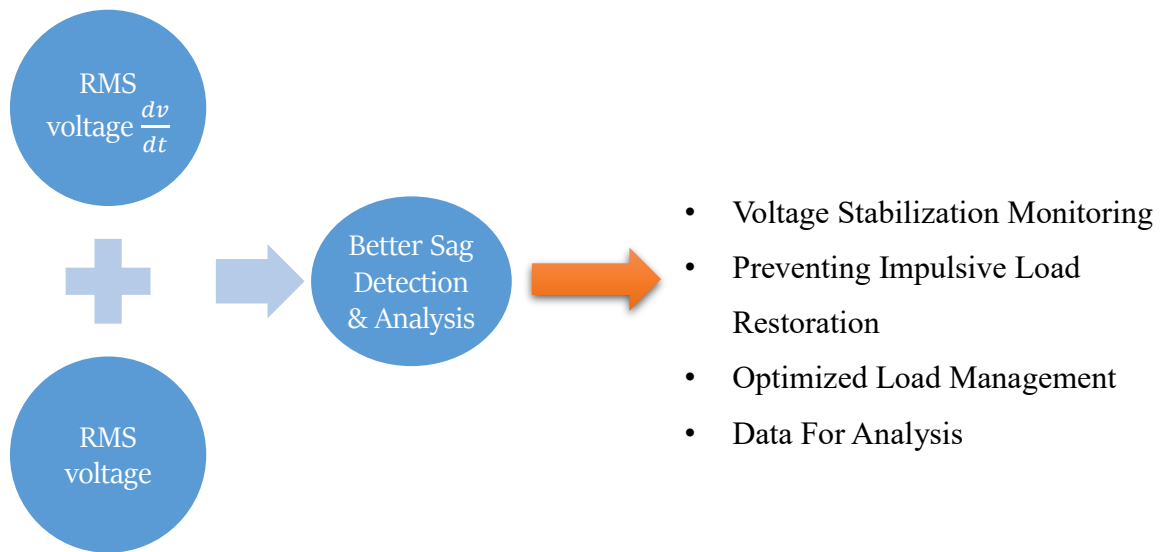 RMS
voltage dv/dt
RMS
voltage
Better Sag
Detection
& Analysis
• Voltage Stabilization Monitoring
• Preventing Impulsive Load
Restoration
• Optimized Load Management
• Data For Analysis